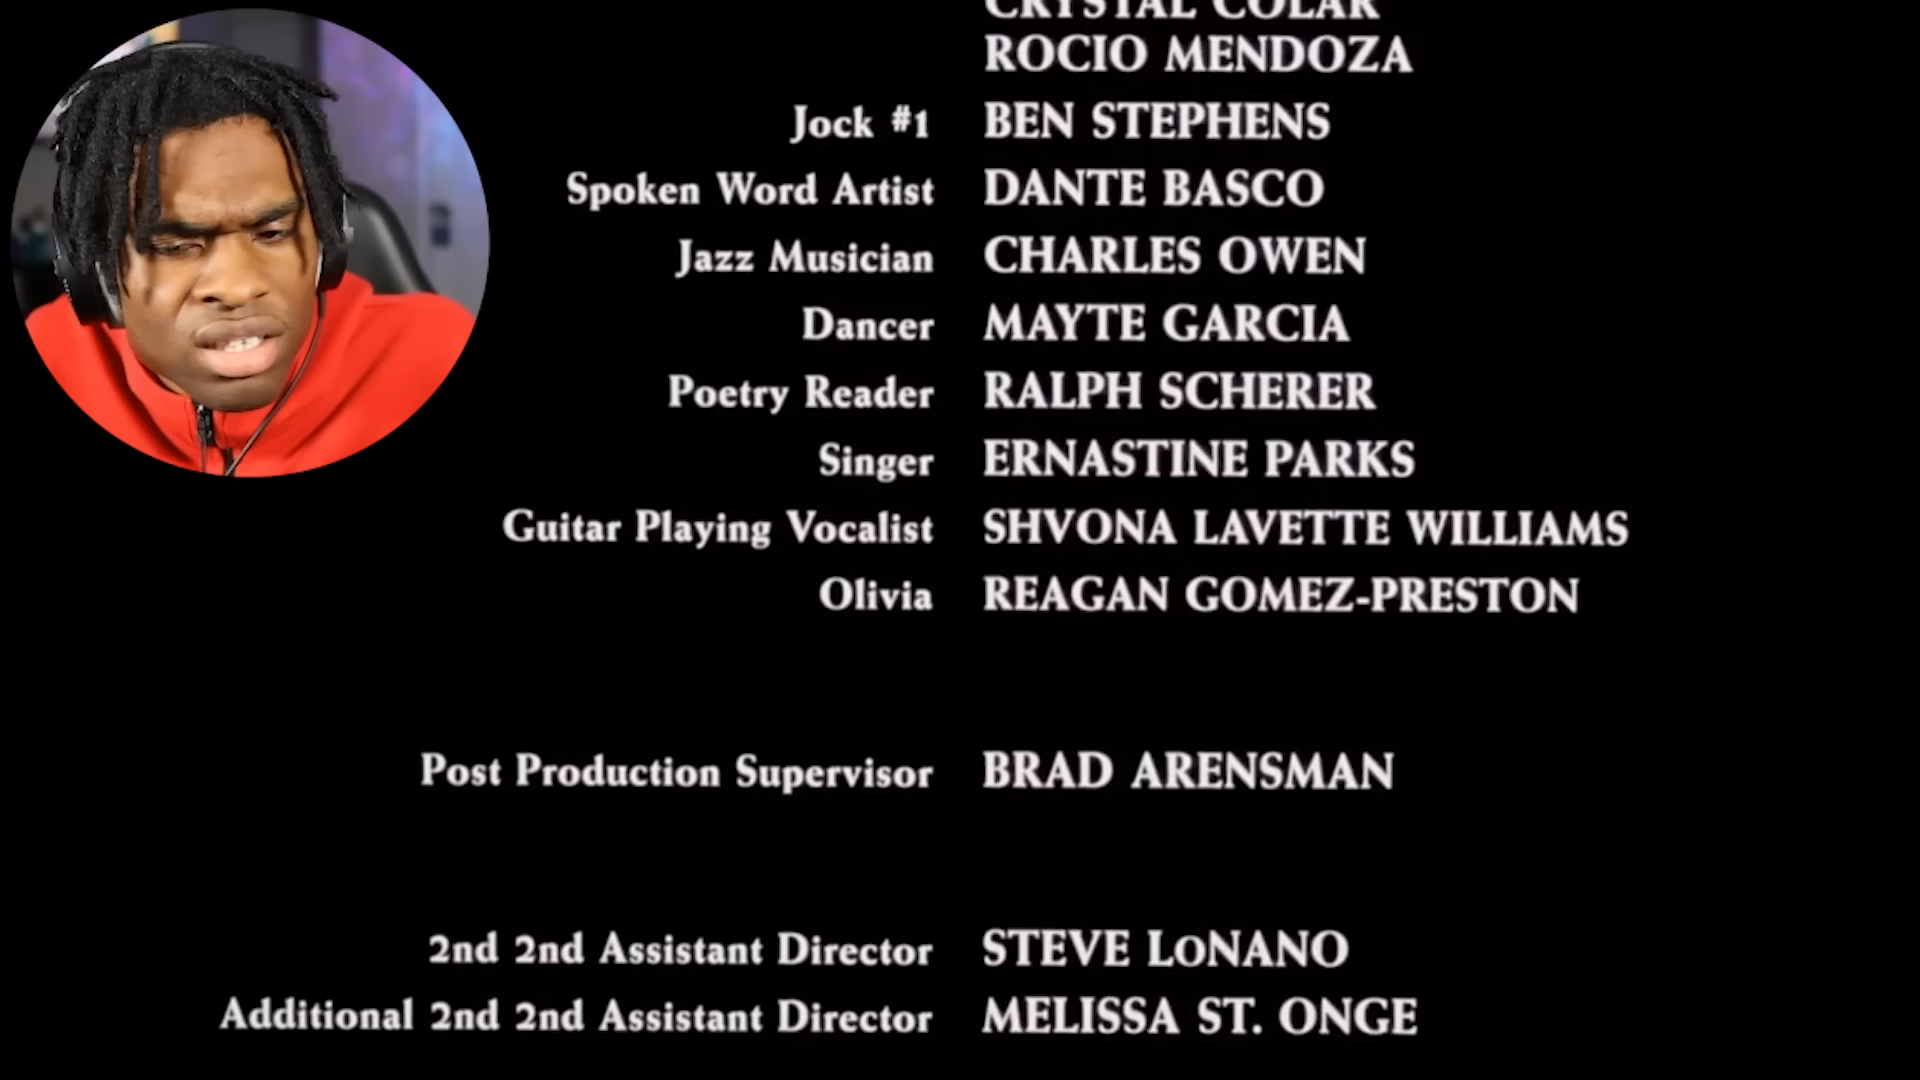 CRYSTAL COLAR
ROCIO MENDOZA
Jock #1 BEN STEPHENS
Spoken Word Artist DANTE BASCO
Jazz Musician CHARLES OWEN
Dancer MAYTE GARCIA
Poetry Reader RALPH SCHERER
Singer ERNASTINE PARKS
Guitar Playing Vocalist SHVONA LAVETTE WILLIAMS
Olivia REAGAN GOMEZ-PRESTON
Post Production Supervisor BRAD ARENSMAN
2nd 2nd Assistant Director STEVE LoNANO
Additional 2nd 2nd Assistant Director MELISSA ST. ONGE